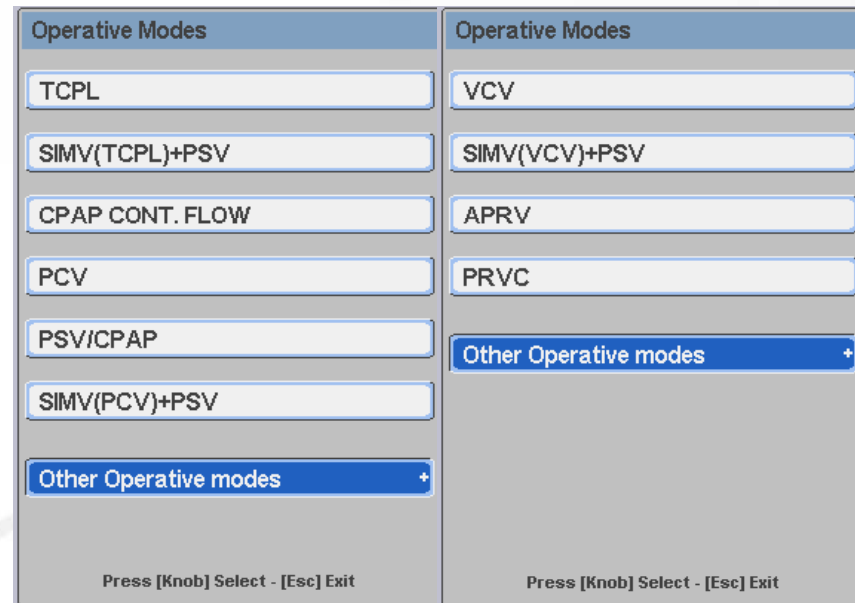 Operative Modes
TCPL
SIMV(TCPL)+PSV
CPAP CONT. FLOW
PCV
PSV/CPAP
SIMV(PCV)+PSV
Other Operative modes +
Press [Knob] Select - [Esc] Exit
Operative Modes
VCV
SIMV(VCV)+PSV
APRV
PRVC
Other Operative modes +
Press [Knob] Select - [Esc] Exit